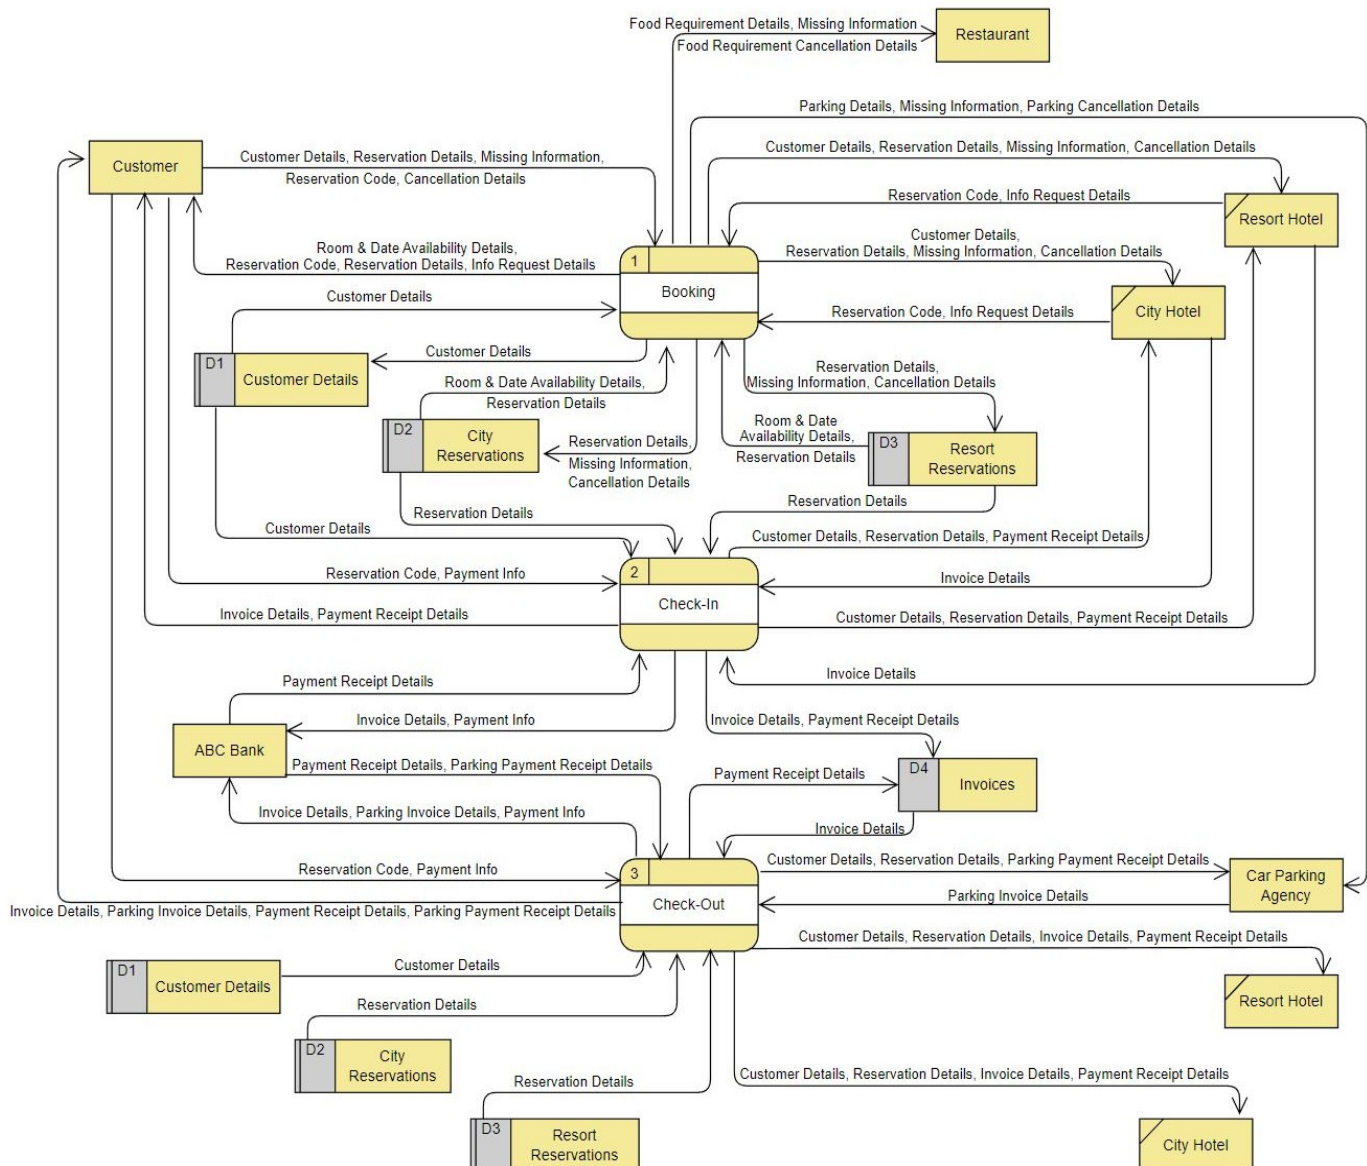 Food Requirement Details, Missing Information
Food Requirement Cancellation Details
Restaurant
Parking Details, Missing Information, Parking Cancellation Details
Customer
Customer Details, Reservation Details, Missing Information,
Reservation Code, Cancellation Details
Customer Details, Reservation Details, Missing Information, Cancellation Details
Reservation Code, Info Request Details
Resort Hotel
Room & Date Availability Details,
Reservation Code, Reservation Details, Info Request Details
1
Booking
Customer Details,
Reservation Details, Missing Information, Cancellation Details
Customer Details
Reservation Code, Info Request Details
City Hotel
D1
Customer Details
Customer Details
Room & Date Availability Details,
Reservation Details
Reservation Details,
Missing Information, Cancellation Details
D2
City
Reservations
Reservation Details,
Missing Information,
Cancellation Details
Room & Date
Availability Details,
Reservation Details
D3
Resort
Reservations
Reservation Details
Reservation Details
Customer Details
Customer Details, Reservation Details, Payment Receipt Details
Reservation Code, Payment Info
2
Check-In
Invoice Details
Invoice Details, Payment Receipt Details
Customer Details, Reservation Details, Payment Receipt Details
Payment Receipt Details
Invoice Details
Invoice Details, Payment Info
Invoice Details, Payment Receipt Details
ABC Bank
Payment Receipt Details, Parking Payment Receipt Details
Payment Receipt Details
D4
Invoices
Invoice Details, Parking Invoice Details, Payment Info
Invoice Details
Reservation Code, Payment Info
3
Check-Out
Customer Details, Reservation Details, Parking Payment Receipt Details
Car Parking
Agency
Parking Invoice Details
Invoice Details, Parking Invoice Details, Payment Receipt Details, Parking Payment Receipt Details
Customer Details, Reservation Details, Invoice Details, Payment Receipt Details
D1
Customer Details
Customer Details
Resort Hotel
Reservation Details
D2
City
Reservations
Reservation Details
Customer Details, Reservation Details, Invoice Details, Payment Receipt Details
D3
Resort
Reservations
City Hotel